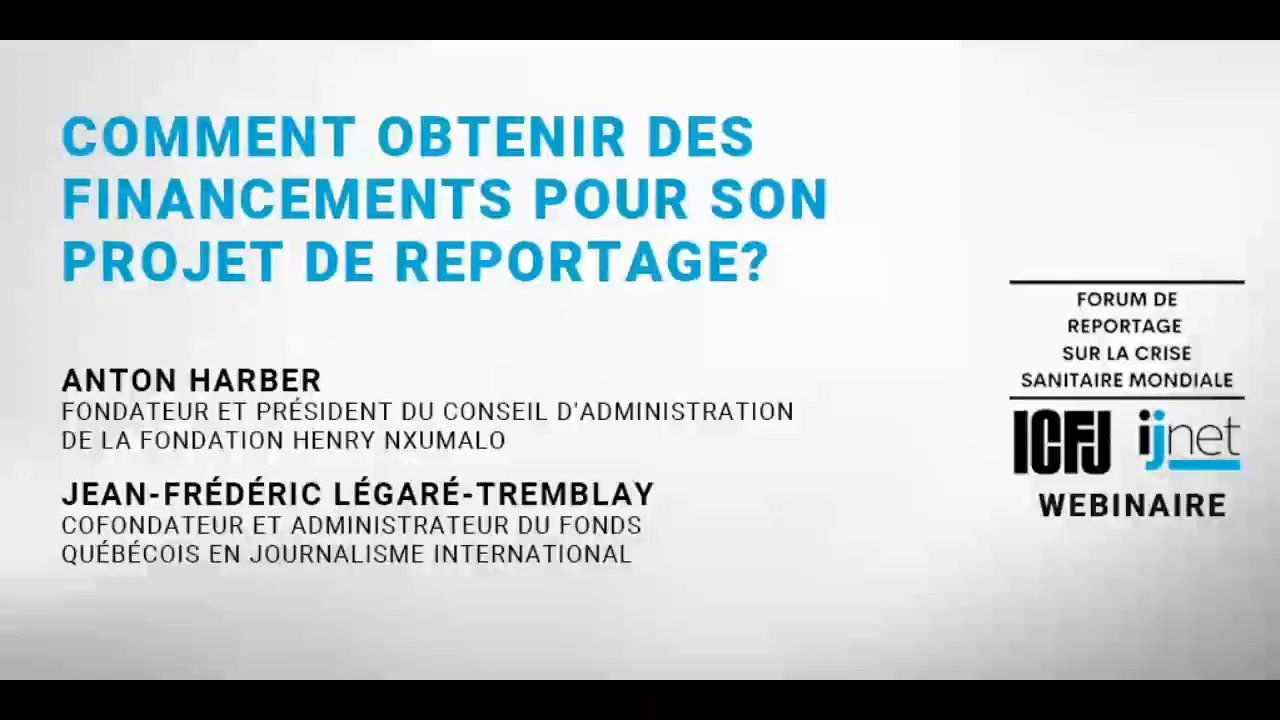 COMMENT OBTENIR DES
FINANCEMENTS POUR SON
PROJET DE REPORTAGE?
ANTON HARBER
FONDATEUR ET PRÉSIDENT DU CONSEIL D'ADMINISTRATION
DE LA FONDATION HENRY NXUMALO
JEAN-FRÉDÉRIC LÉGARÉ-TREMBLAY
COFONDATEUR ET ADMINISTRATEUR DU FONDS
QUÉBÉCOIS EN JOURNALISME INTERNATIONAL
FORUM DE
REPORTAGE
SUR LA CRISE
SANITAIRE MONDIALE
ICFJ ijnet
WEBINAIRE